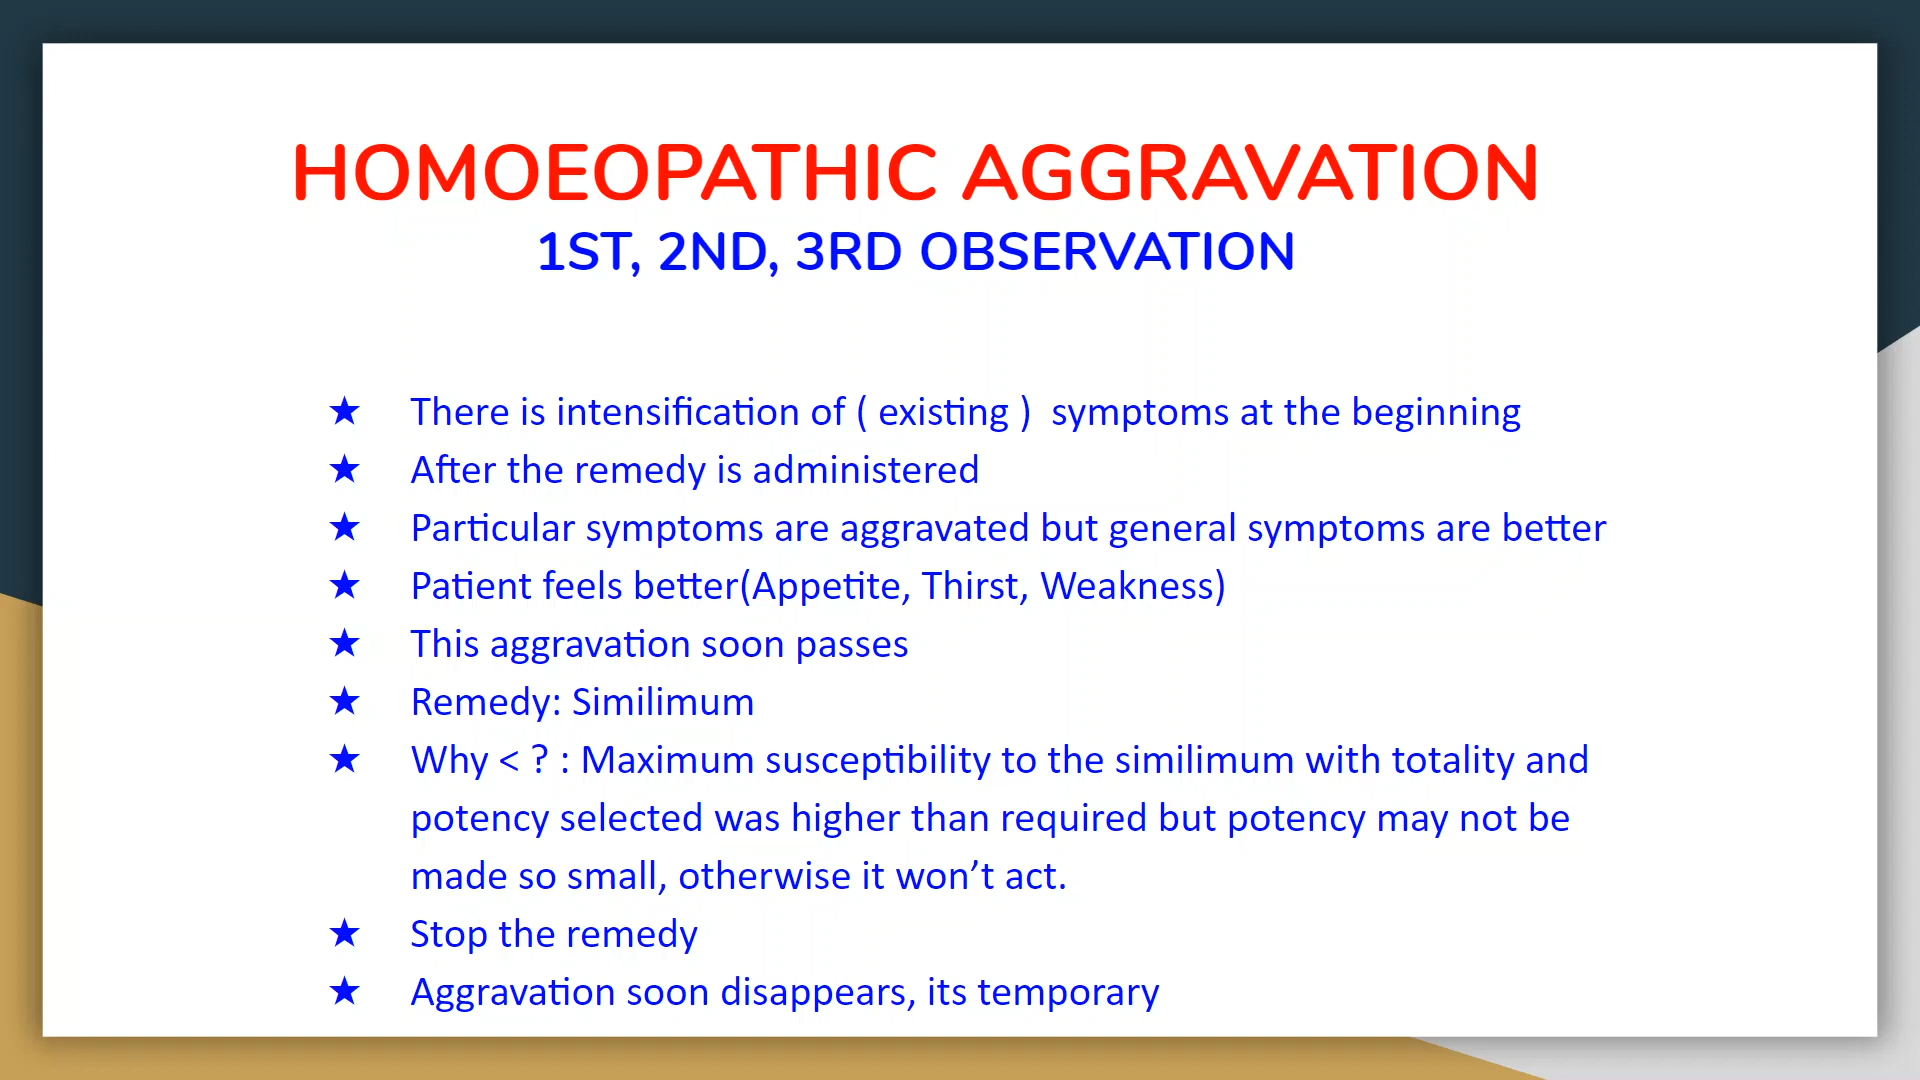 HOMOEOPATHIC AGGRAVATION
1ST, 2ND, 3RD OBSERVATION
★ There is intensification of ( existing ) symptoms at the beginning
★ After the remedy is administered
★ Particular symptoms are aggravated but general symptoms are better
★ Patient feels better(Appetite, Thirst, Weakness)
★ This aggravation soon passes
★ Remedy: Similimum
★ Why < ? : Maximum susceptibility to the similimum with totality and
potency selected was higher than required but potency may not be
made so small, otherwise it won’t act.
★ Stop the remedy
★ Aggravation soon disappears, its temporary